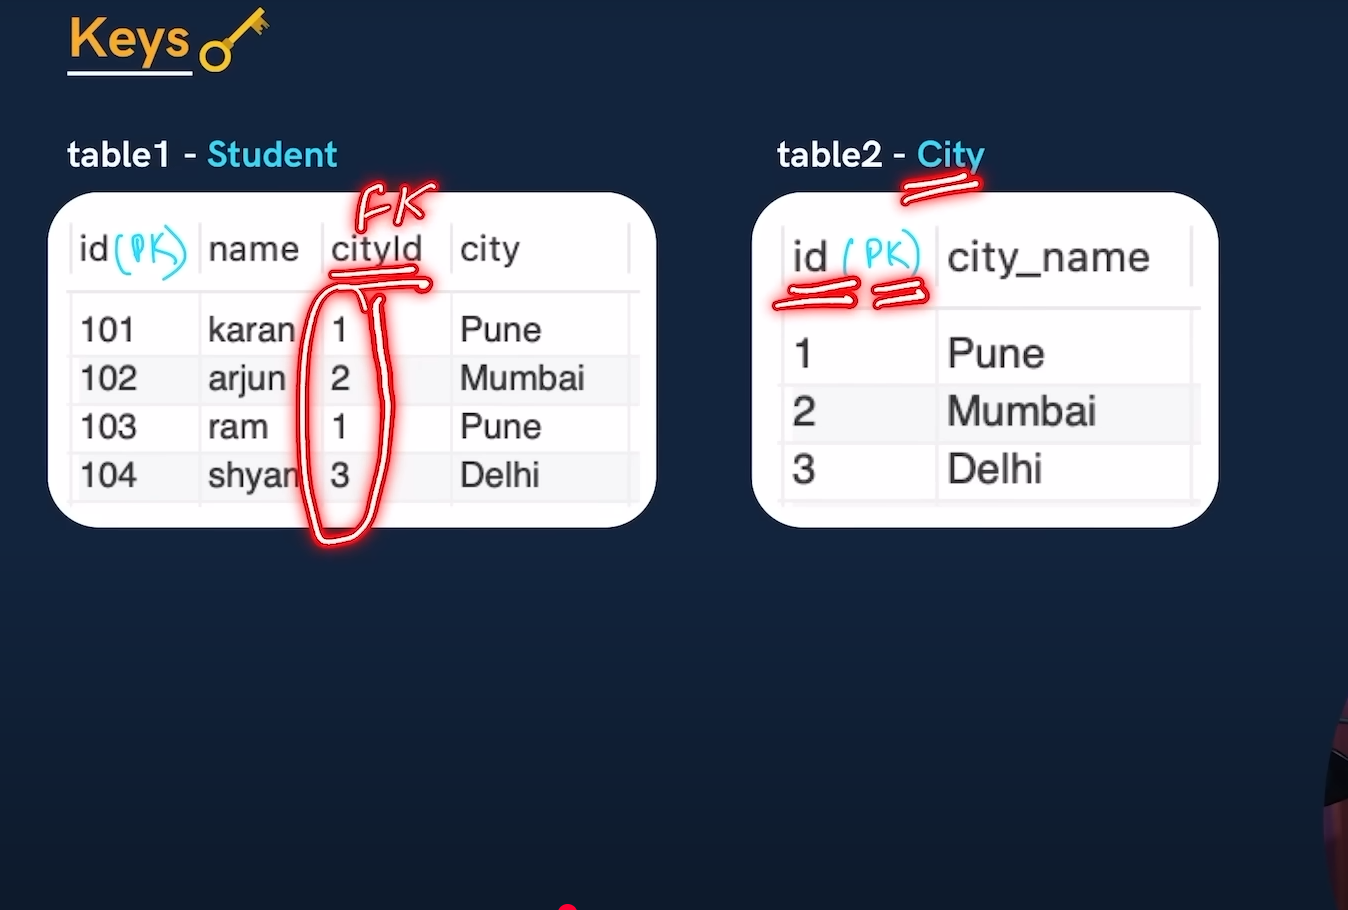 Keys
table1 - Student
FK
id (PK) name cityId city
101 karan 1 Pune
102 arjun 2 Mumbai
103 ram 1 Pune
104 shyam 3 Delhi
table2 - City
id (PK) city_name
1 Pune
2 Mumbai
3 Delhi